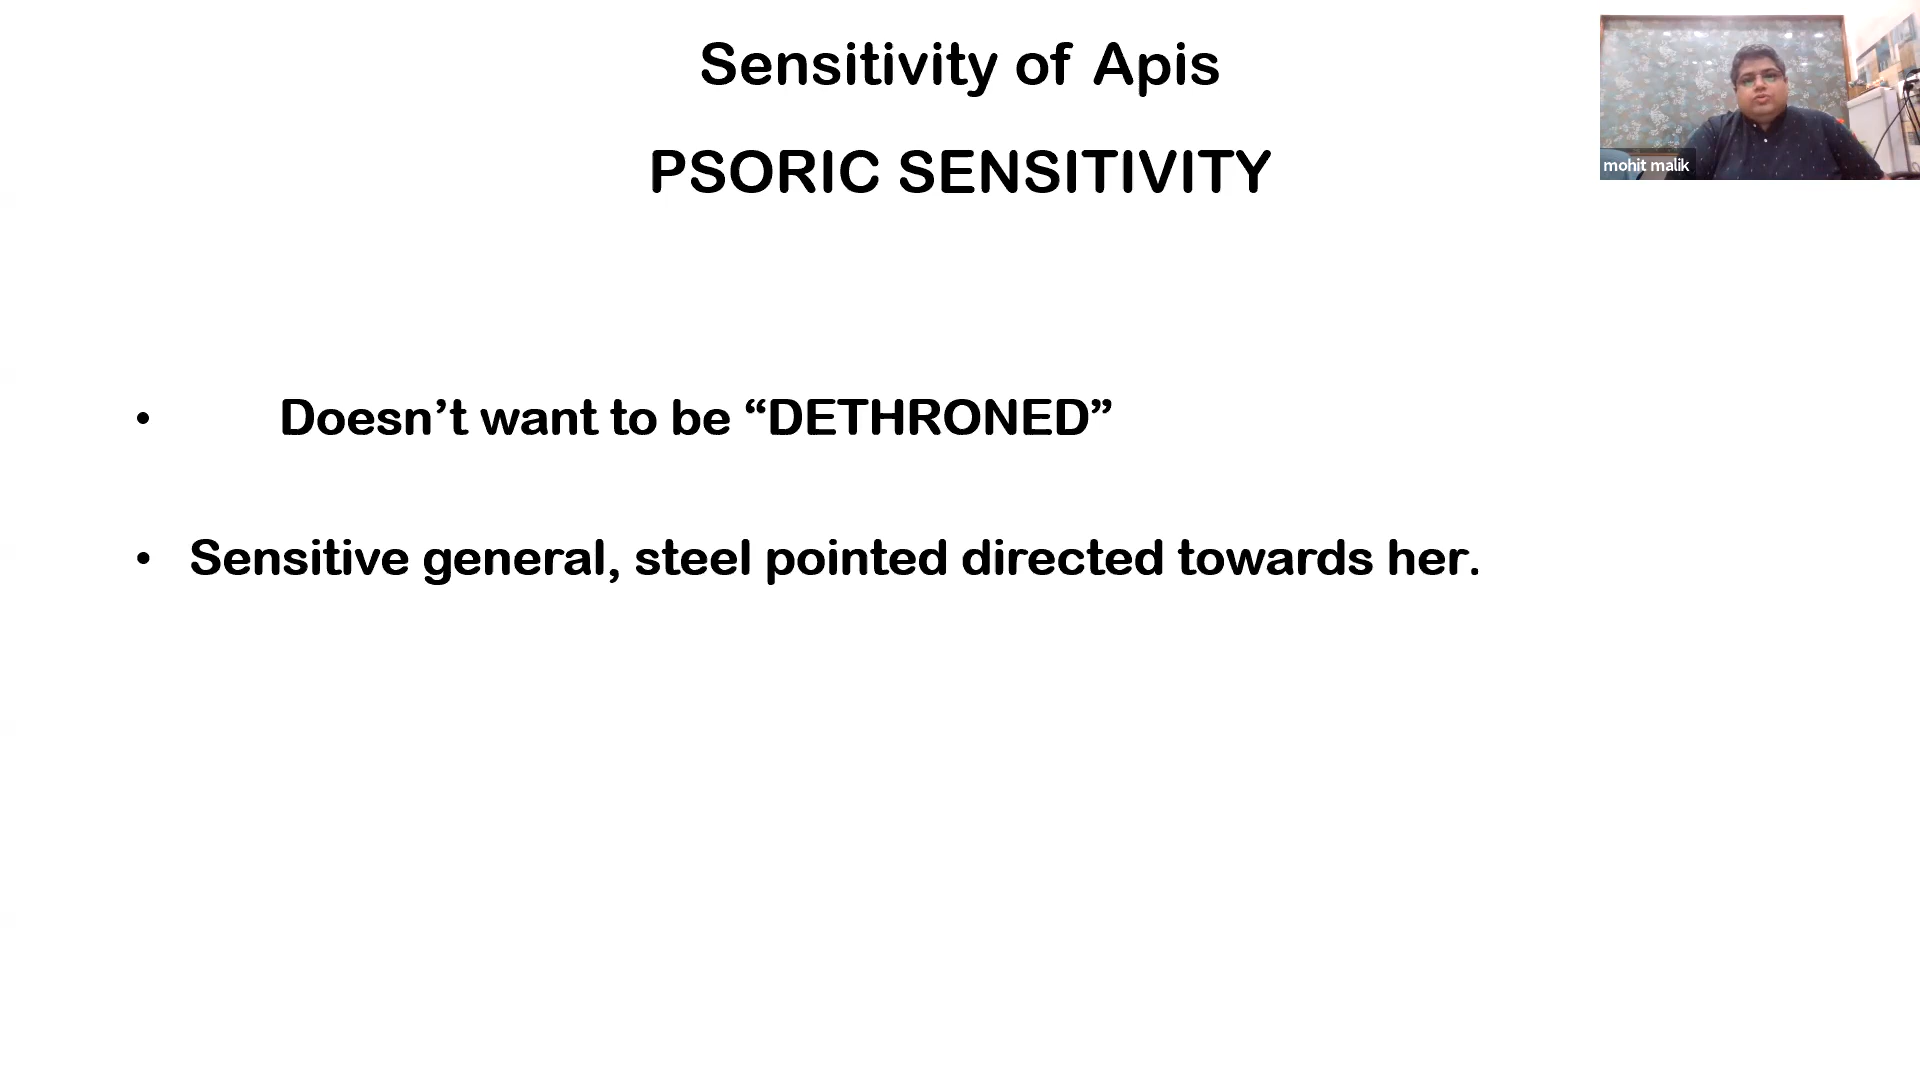 Sensitivity of Apis
PSORIC SENSITIVITY
mohit malik
• Doesn’t want to be “DETHRONED”
• Sensitive general, steel pointed directed towards her.